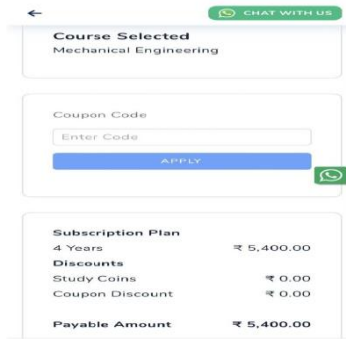 CHAT WITH US
Course Selected
Mechanical Engineering
Coupon Code
Enter Code
APPLY
Subscription Plan
4 Years ₹ 5,400.00
Discounts
Study Coins ₹ 0.00
Coupon Discount ₹ 0.00
Payable Amount ₹ 5,400.00